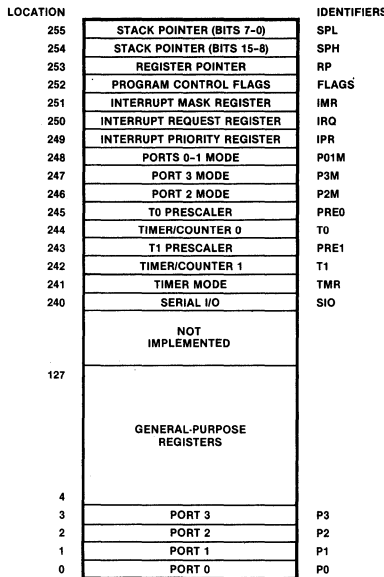 LOCATION IDENTIFIERS
255 STACK POINTER (BITS 7-0) SPL
254 STACK POINTER (BITS 15-8) SPH
253 REGISTER POINTER RP
252 PROGRAM CONTROL FLAGS FLAGS
251 INTERRUPT MASK REGISTER IMR
250 INTERRUPT REQUEST REGISTER IRQ
249 INTERRUPT PRIORITY REGISTER IPR
248 PORTS 0-1 MODE P01M
247 PORT 3 MODE P3M
246 PORT 2 MODE P2M
245 T0 PRESCALER PRE0
244 TIMER/COUNTER 0 T0
243 T1 PRESCALER PRE1
242 TIMER/COUNTER 1 T1
241 TIMER MODE TMR
240 SERIAL I/O SIO
NOT
IMPLEMENTED
127
GENERAL-PURPOSE
REGISTERS
4
3 PORT 3 P3
2 PORT 2 P2
1 PORT 1 P1
0 PORT 0 P0